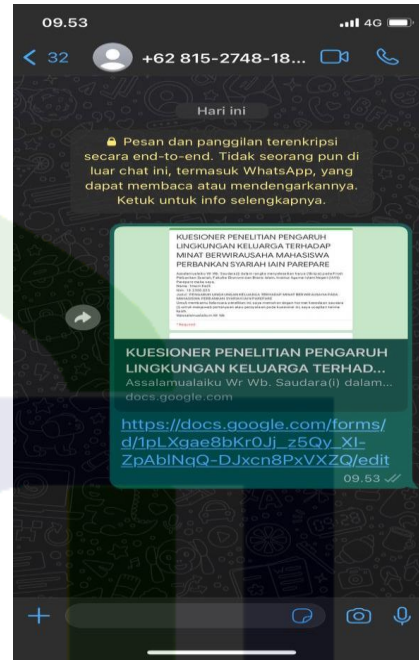 09.53
4G
32
+62 815-2748-18...
Hari ini
Pesan dan panggilan terenkripsi
secara end-to-end. Tidak seorang pun di
luar chat ini, termasuk WhatsApp, yang
dapat membaca atau mendengarkannya.
Ketuk untuk info selengkapnya.
KUESIONER PENELITIAN PENGARUH
LINGKUNGAN KELUARGA TERHADAP
MINAT BERWIRAUSAHA MAHASISWA
PERBANKAN SYARIAH IAIN PAREPARE
KUESIONER PENELITIAN PENGARUH
LINGKUNGAN KELUARGA TERHAD...
Assalamualaiku Wr Wb. Saudara(i) dalam...
docs.google.com
https://docs.google.com/forms/
d/1pLXgae8bKr0Jj_z5Qy_XI-
ZpAblNqQ-DJxcn8PxVXZQ/edit
09.53